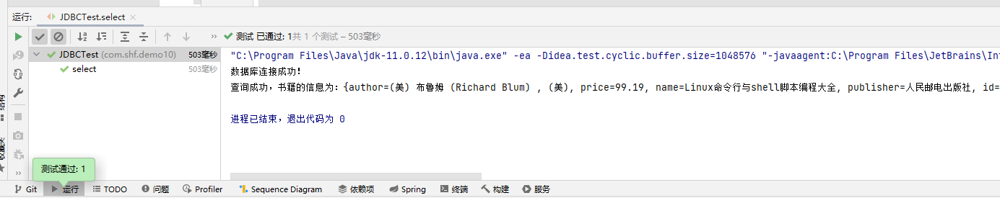 运行: JDBCTest.select ×
测试 已通过: 1共 1 个测试 – 503毫秒
JDBCTest (com.shf.demo10) 503毫秒
select 503毫秒
"C:\Program Files\Java\jdk-11.0.12\bin\java.exe" -ea -Didea.test.cyclic.buffer.size=1048576 "-javaagent:C:\Program Files\JetBrains\Int
数据库连接成功!
查询成功, 书籍的信息为: {author=(美) 布鲁姆 (Richard Blum) , (美), price=99.19, name=Linux命令行与shell脚本编程大全, publisher=人民邮电出版社, id=
进程已结束，退出代码为 0
结构
测试通过: 1
Git 运行 TODO 问题 Profiler Sequence Diagram 依赖项 Spring 终端 构建 服务